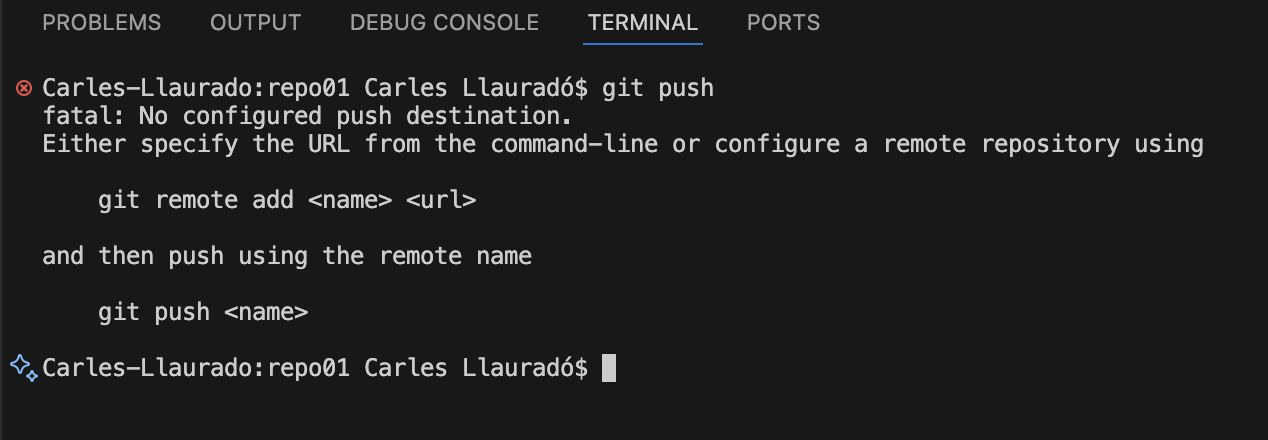 PROBLEMS OUTPUT DEBUG CONSOLE TERMINAL PORTS
Carles-Llaurado:repo01 Carles Llauradó$ git push
fatal: No configured push destination.
Either specify the URL from the command-line or configure a remote repository using
git remote add <name> <url>
and then push using the remote name
git push <name>
Carles-Llaurado:repo01 Carles Llauradó$